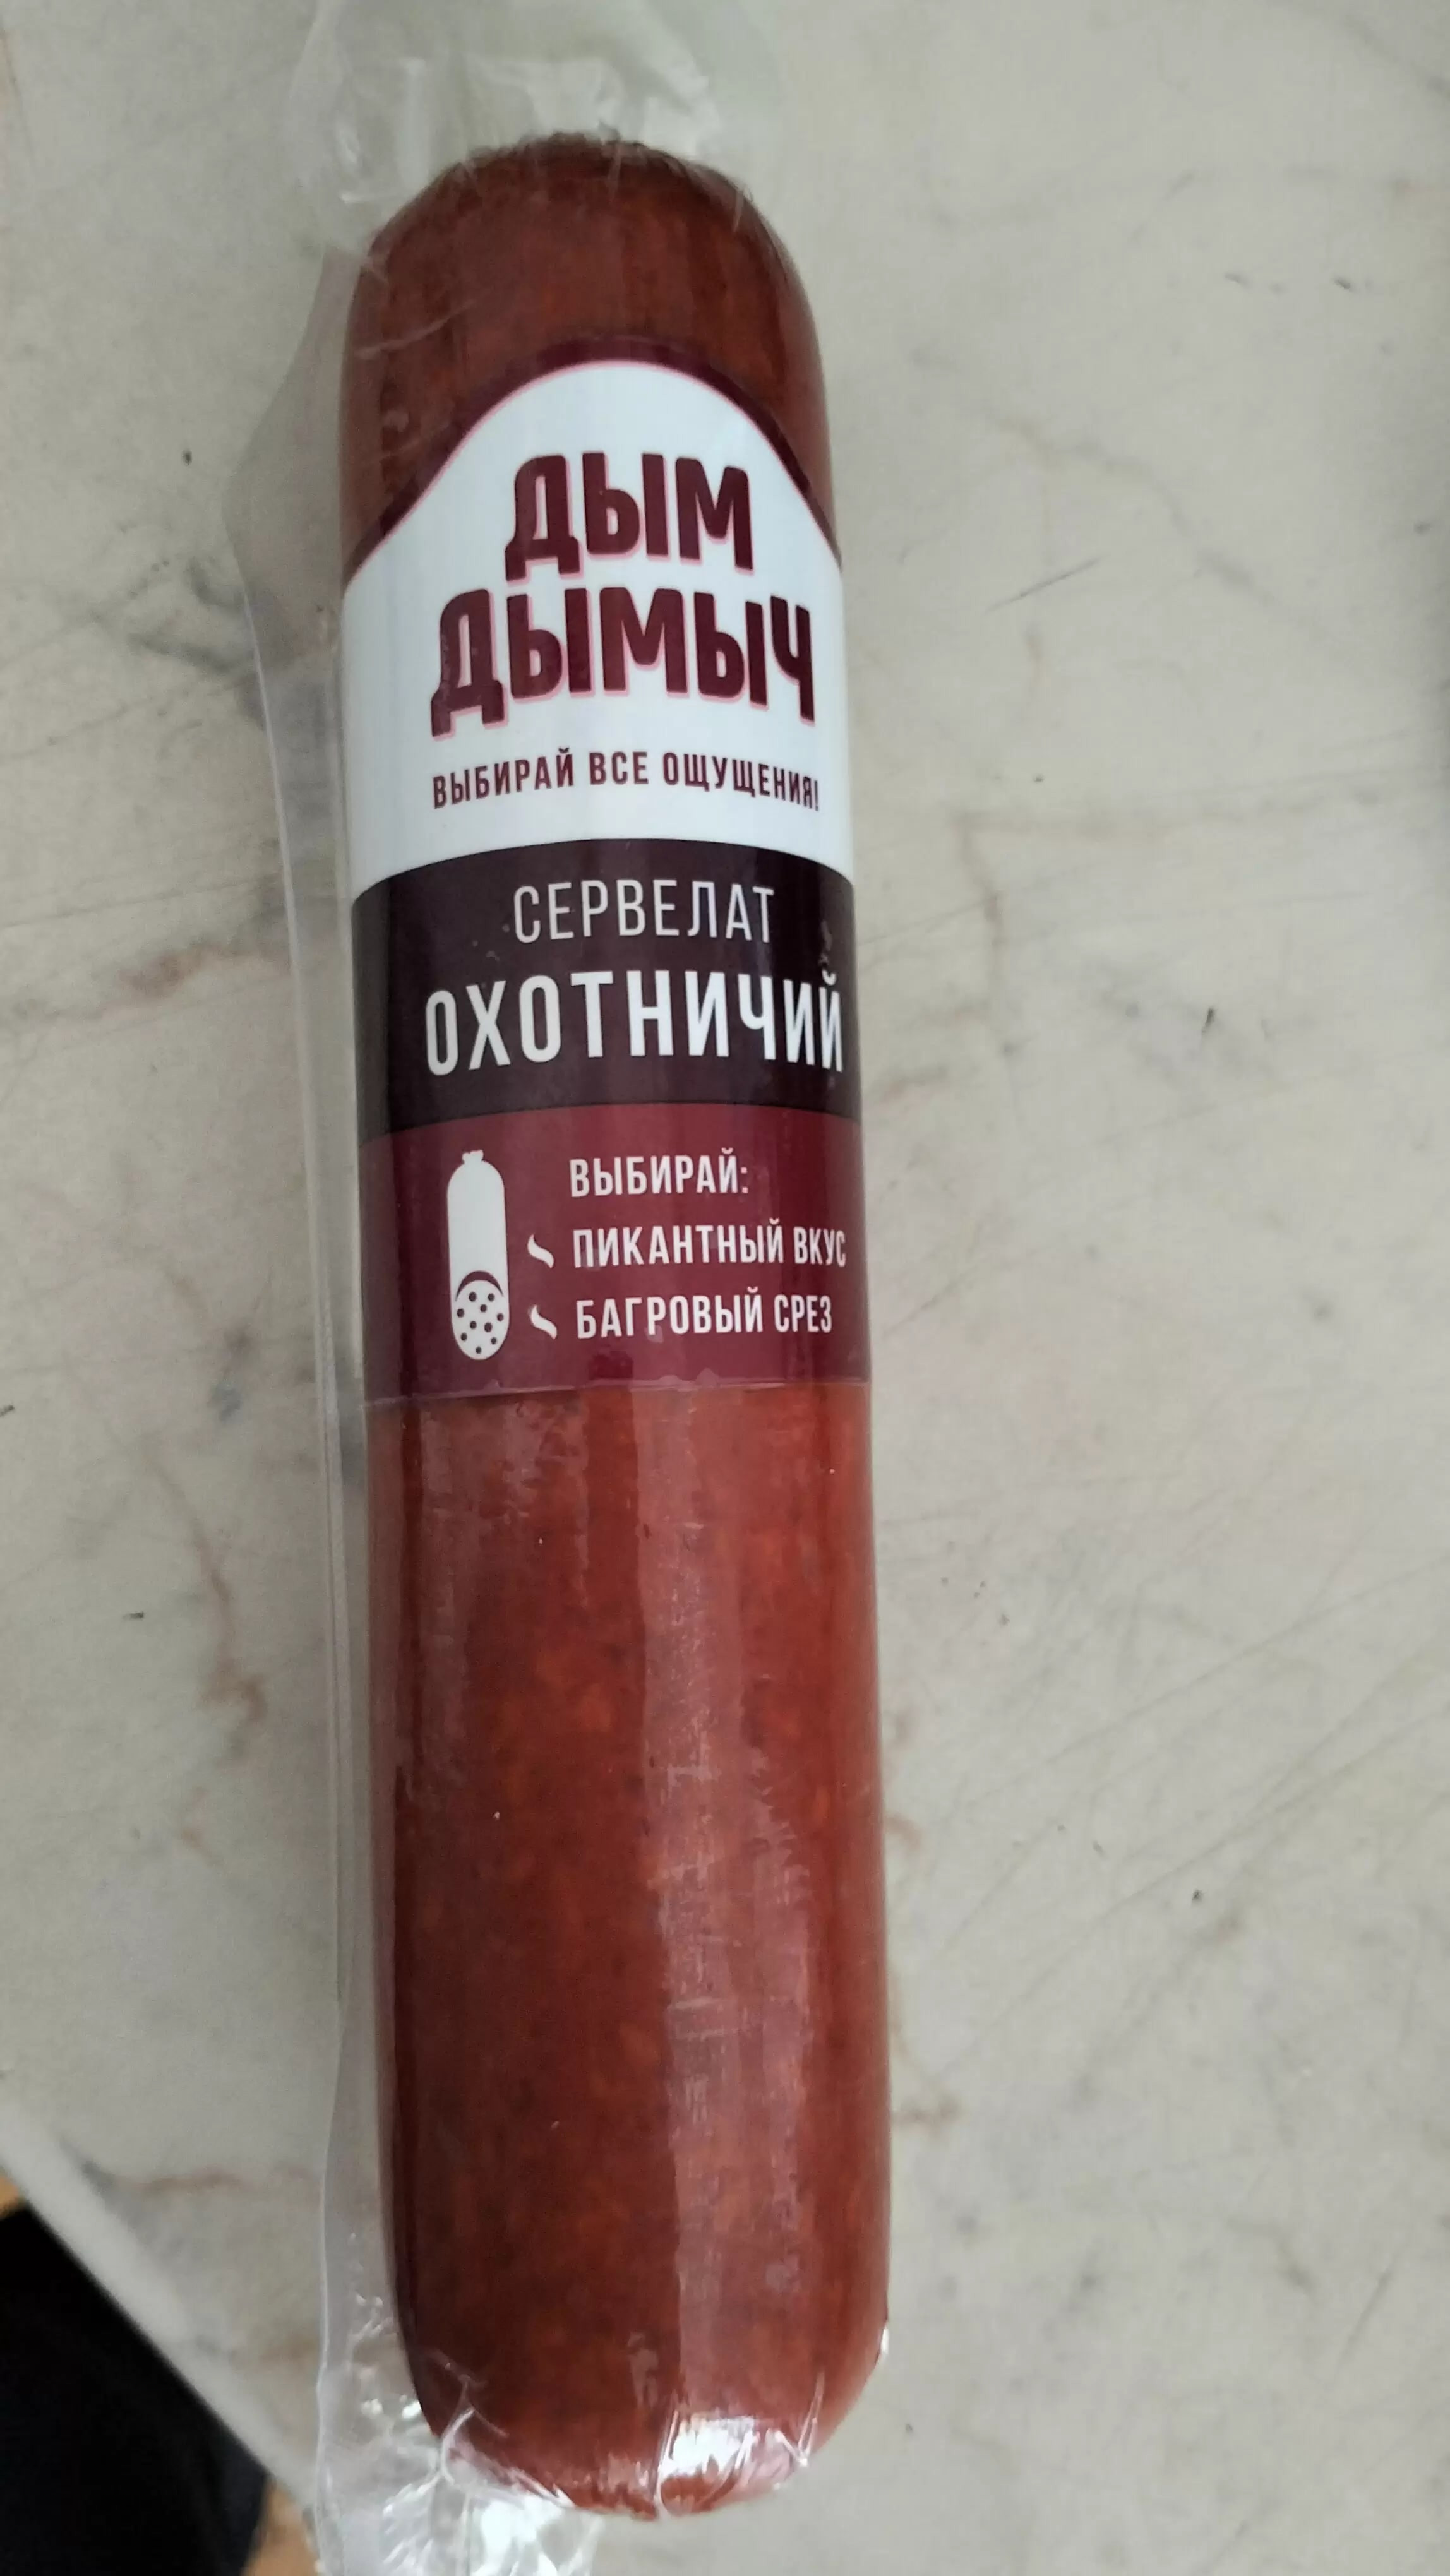 ДЫМ
ДЫМЫЧ
ВЫБИРАЙ ВСЕ ОЩУЩЕНИЯ!
СЕРВЕЛАТ
ОХОТНИЧИЙ
ВЫБИРАЙ:
ПИКАНТНЫЙ ВКУС
БАГРОВЫЙ СРЕЗ